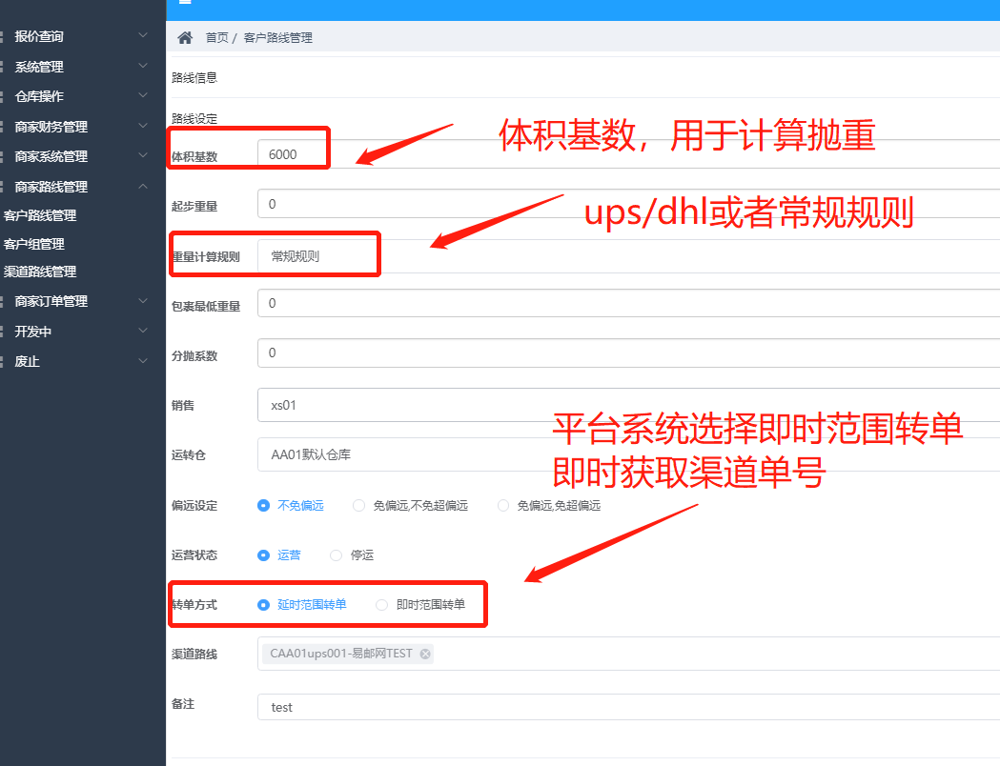 报价查询
系统管理
仓库操作
商家财务管理
商家系统管理
商家路线管理
客户路线管理
客户组管理
渠道路线管理
商家订单管理
开发中
废止
首页 / 客户路线管理
路线信息
路线设定
体积基数 6000
体积基数，用于计算抛重
起步重量 0
ups/dhl或者常规规则
重量计算规则 常规规则
包裹最低重量 0
分抛系数 0
销售 xs01
平台系统选择即时范围转单
即时获取渠道单号
运转仓 AA01默认仓库
偏远设定 不免偏远 免偏远,不免超偏远 免偏远,免超偏远
运营状态 运营 停运
转单方式 延时范围转单 即时范围转单
渠道路线 CAA01ups001-易邮网TEST
备注 test